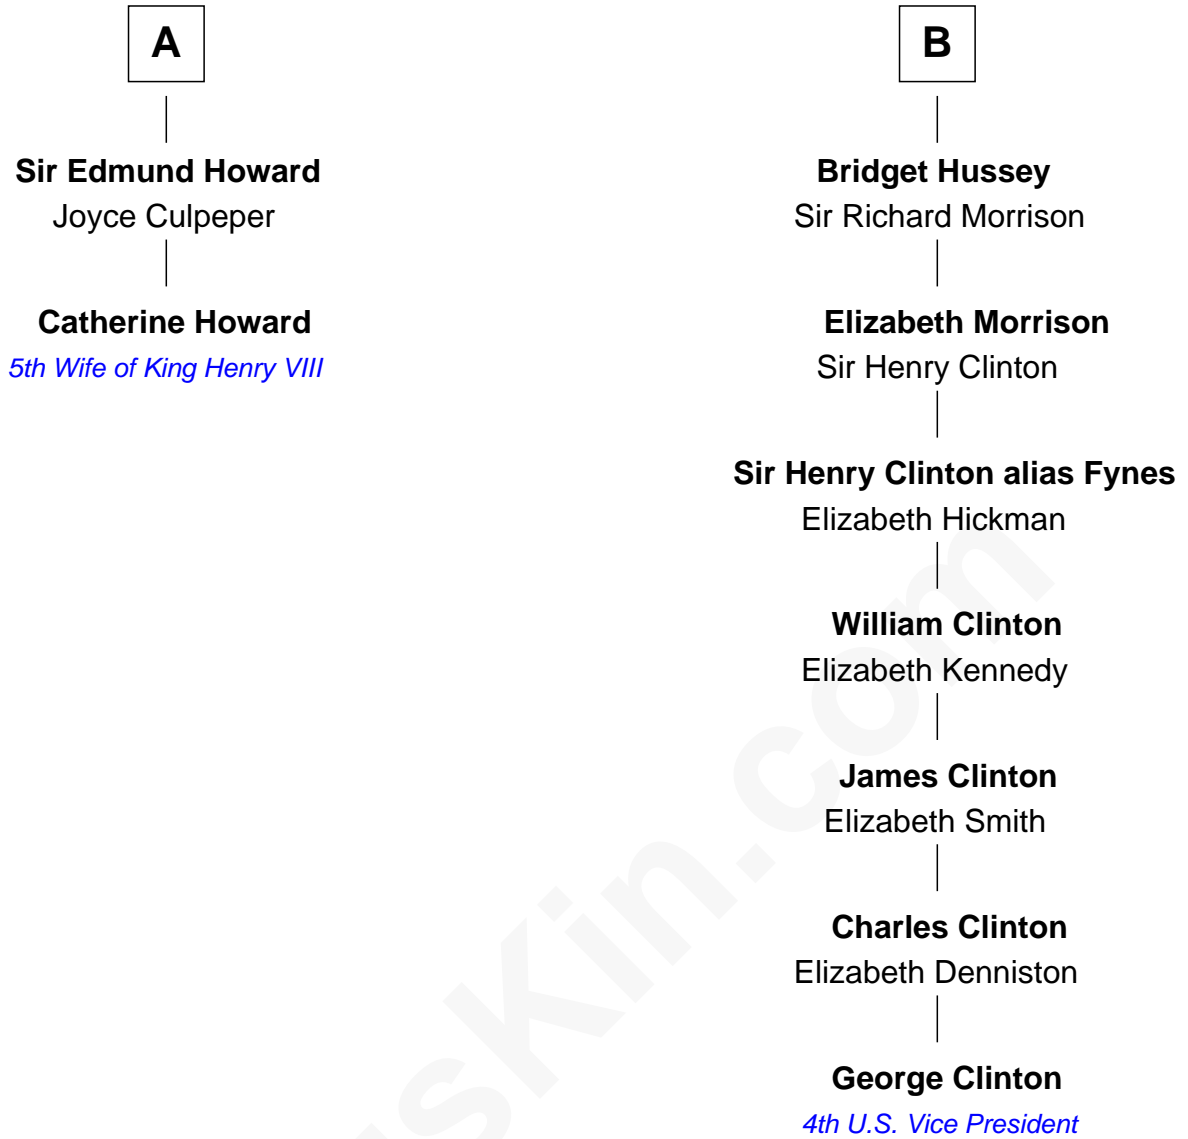 A
Sir Edmund Howard
Joyce Culpeper
Catherine Howard
5th Wife of King Henry VIII
B
Bridget Hussey
Sir Richard Morrison
Elizabeth Morrison
Sir Henry Clinton
Sir Henry Clinton alias Fynes
Elizabeth Hickman
William Clinton
Elizabeth Kennedy
James Clinton
Elizabeth Smith
Charles Clinton
Elizabeth Denniston
George Clinton
4th U.S. Vice President
sKin.com